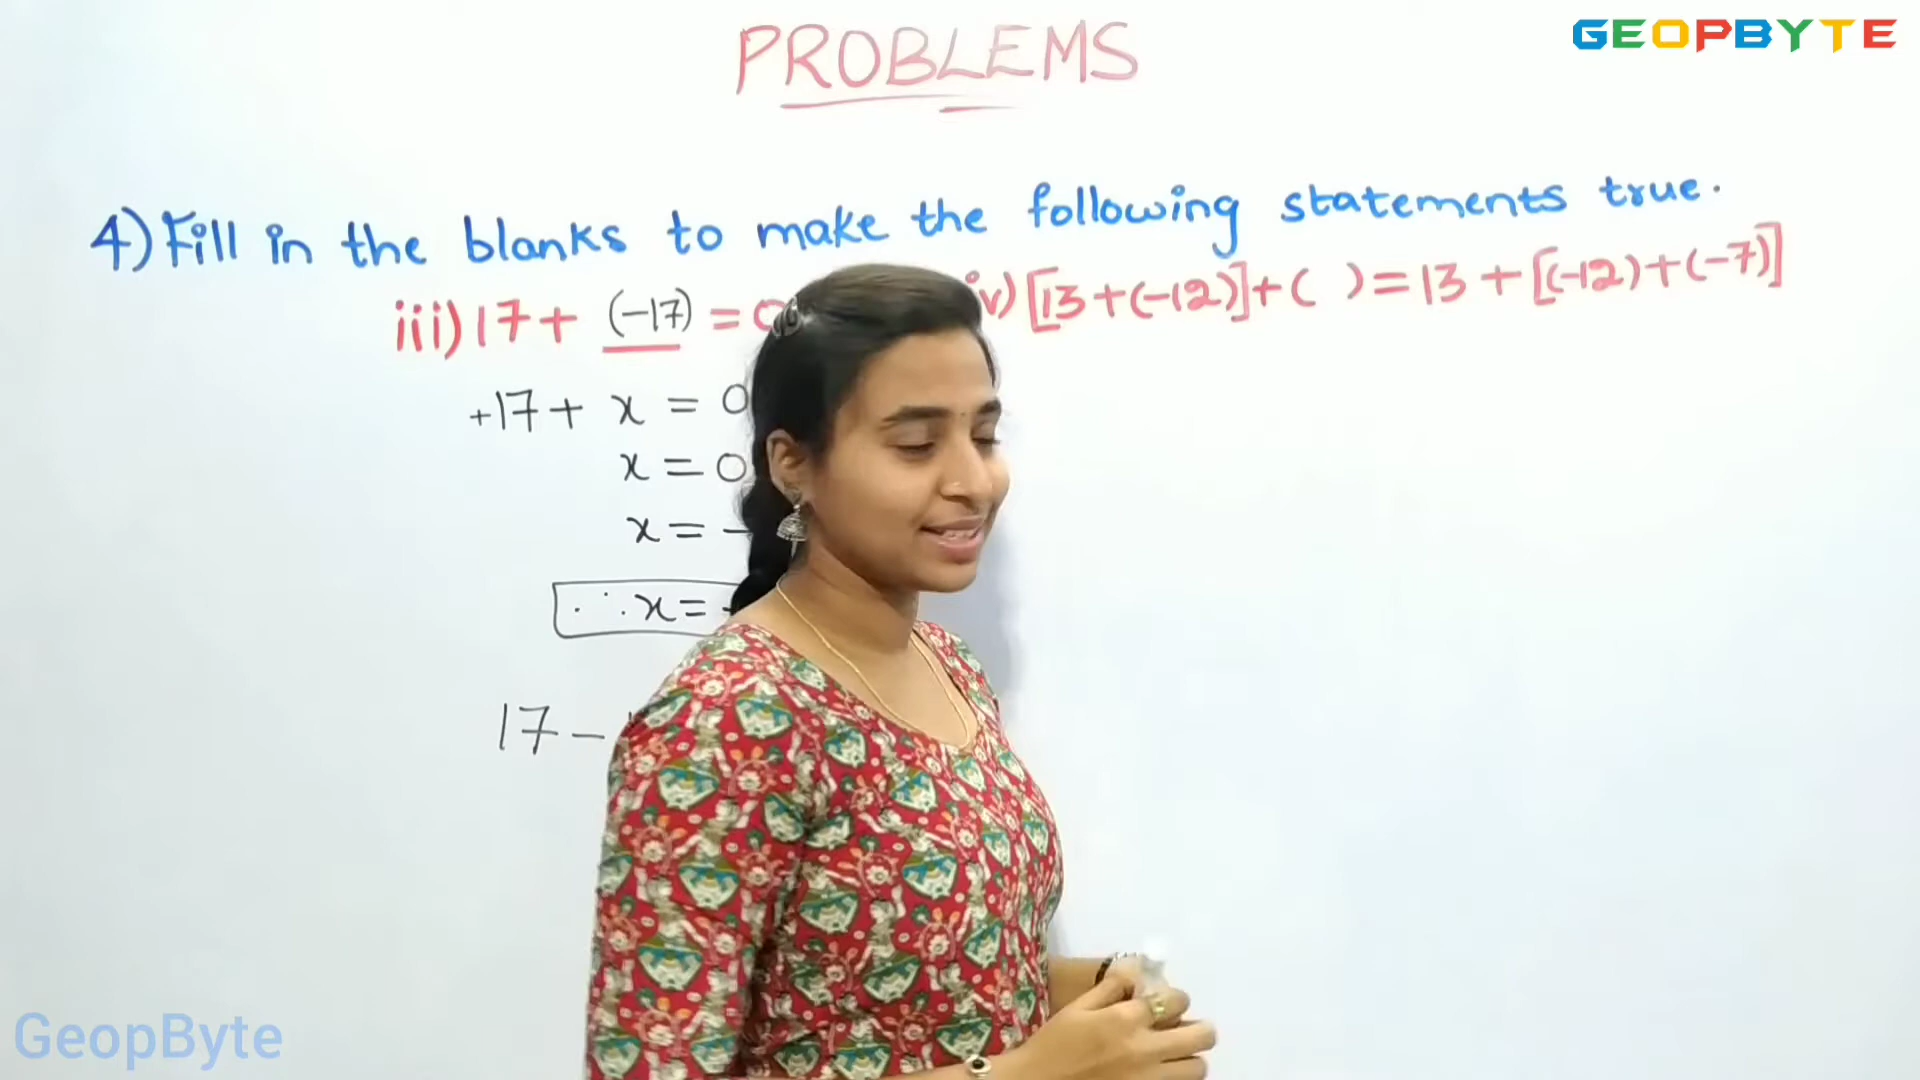 PROBLEMS
GEOPBYTE
4) Fill in the blanks to make the following statements true.
iii) 17 + (-17) = 0
iv) [13+(-12)]+( ) = 13 + [(-12)+(-7)]
+17 + x = 0
x = 0
x = -
∴ x = -
17 -
GeopByte